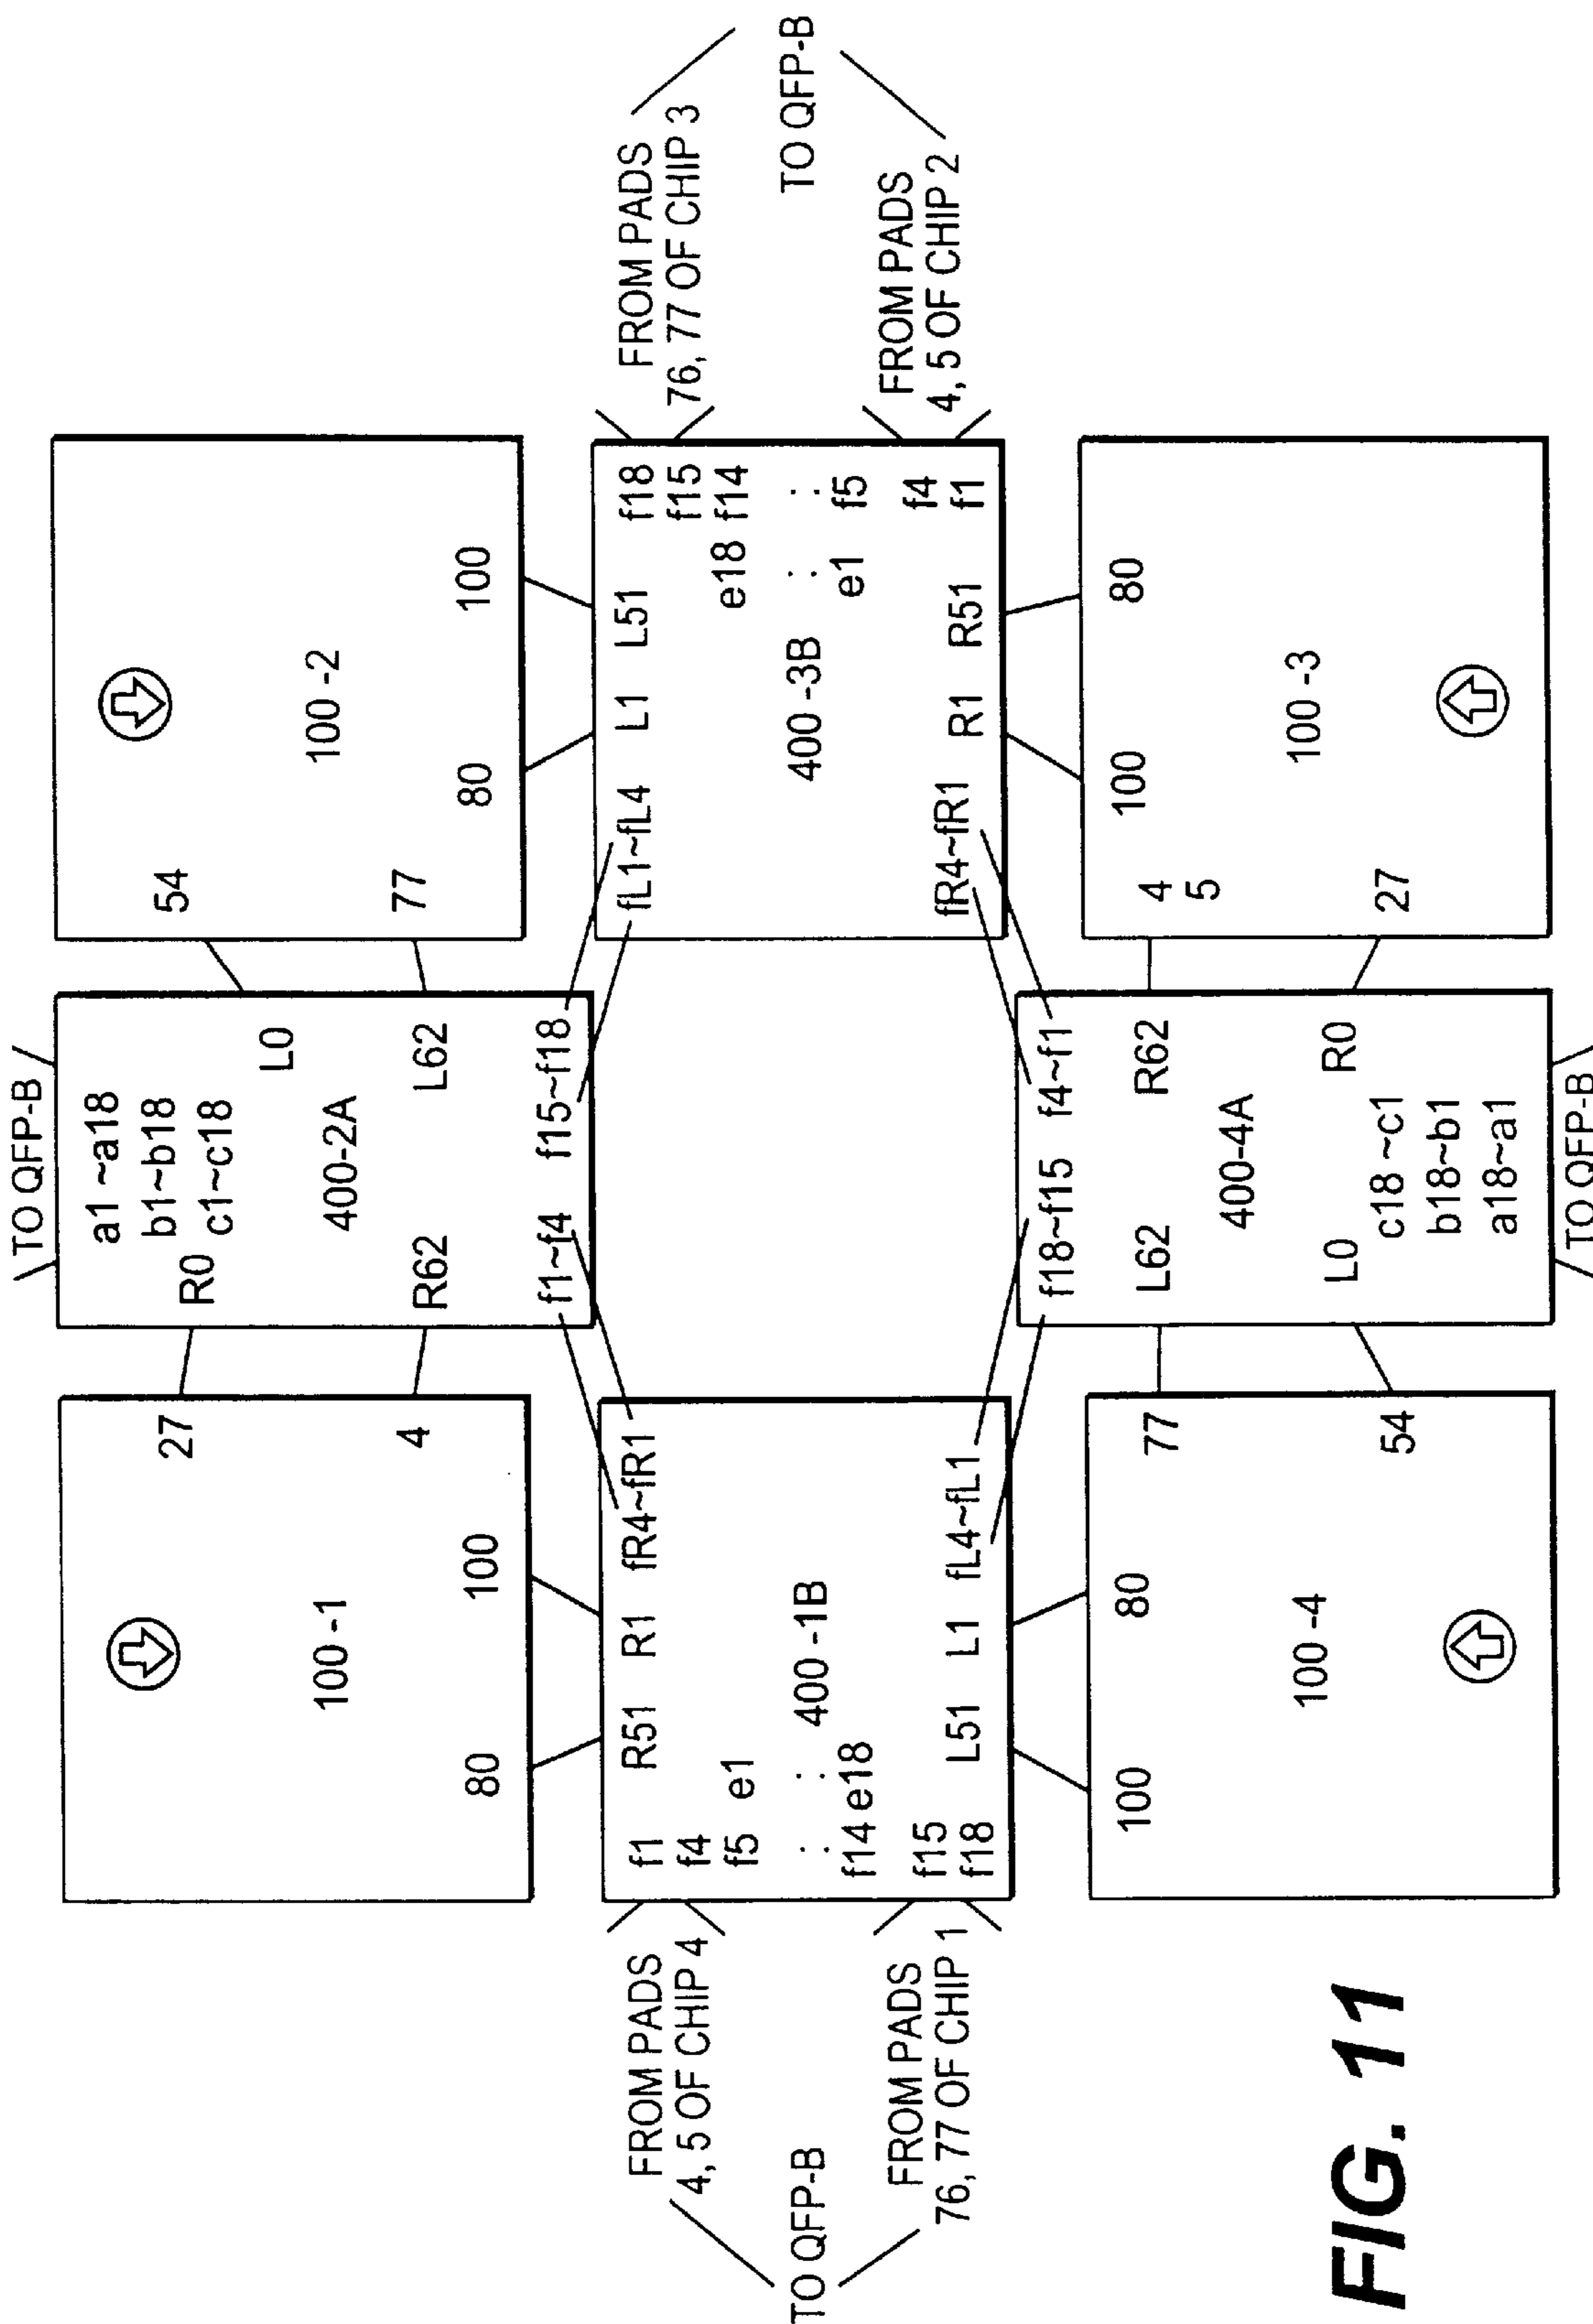 TO QFP-B
27
4
100-1
80
100
a1 ~a18
b1~b18
c1~c18
R0
L0
400-2A
R62
L62
f1~f4
f15~f18
54
77
100-2
80
100
FROM PADS
4, 5 OF CHIP 4
TO QFP-B
FROM PADS
76, 77 OF CHIP 1
f1
f4
f5
:
f14
f15
f18
e1
:
e18
R51
R1
fR4~fR1
400-1B
L51
L1
fL4~fL1
fL1~fL4
L1
L51
f18
f15
f14
:
f5
f4
f1
e18
:
e1
400-3B
fR4~fR1
R1
R51
FROM PADS
76, 77 OF CHIP 3
TO QFP-B
FROM PADS
4, 5 OF CHIP 2
100
80
77
54
100-4
f18~f15
f4~f1
L62
R62
400-4A
L0
R0
c18 ~c1
b18~b1
a18~a1
TO QFP-B
4
5
27
100
80
100-3
FIG. 11